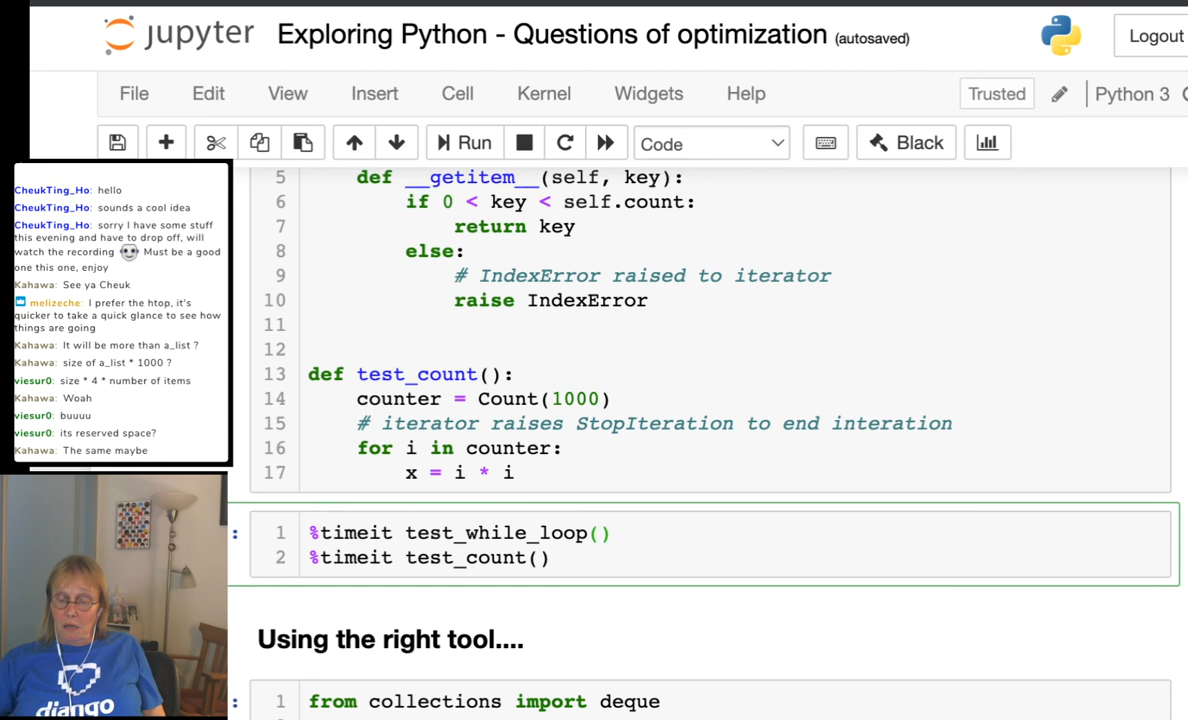 jupyter Exploring Python - Questions of optimization (autosaved)
Logout
File Edit View Insert Cell Kernel Widgets Help
Trusted Python 3
Run Code Black
CheukTing_Ho: hello
CheukTing_Ho: sounds a cool idea
CheukTing_Ho: sorry I have some stuff
this evening and have to drop off, will
watch the recording Must be a good
one this one, enjoy
Kahawa: See ya Cheuk
melizeche: I prefer the htop, it's
quicker to take a quick glance to see how
things are going
Kahawa: It will be more than a_list ?
Kahawa: size of a_list * 1000 ?
viesur0: size * 4 * number of items
Kahawa: Woah
viesur0: buuuu
viesur0: its reserved space?
Kahawa: The same maybe
5 def __getitem__(self, key):
6 if 0 < key < self.count:
7 return key
8 else:
9 # IndexError raised to iterator
10 raise IndexError
11
12
13 def test_count():
14 counter = Count(1000)
15 # iterator raises StopIteration to end interation
16 for i in counter:
17 x = i * i
: 1 %timeit test_while_loop()
2 %timeit test_count()
Using the right tool....
: 1 from collections import deque
django